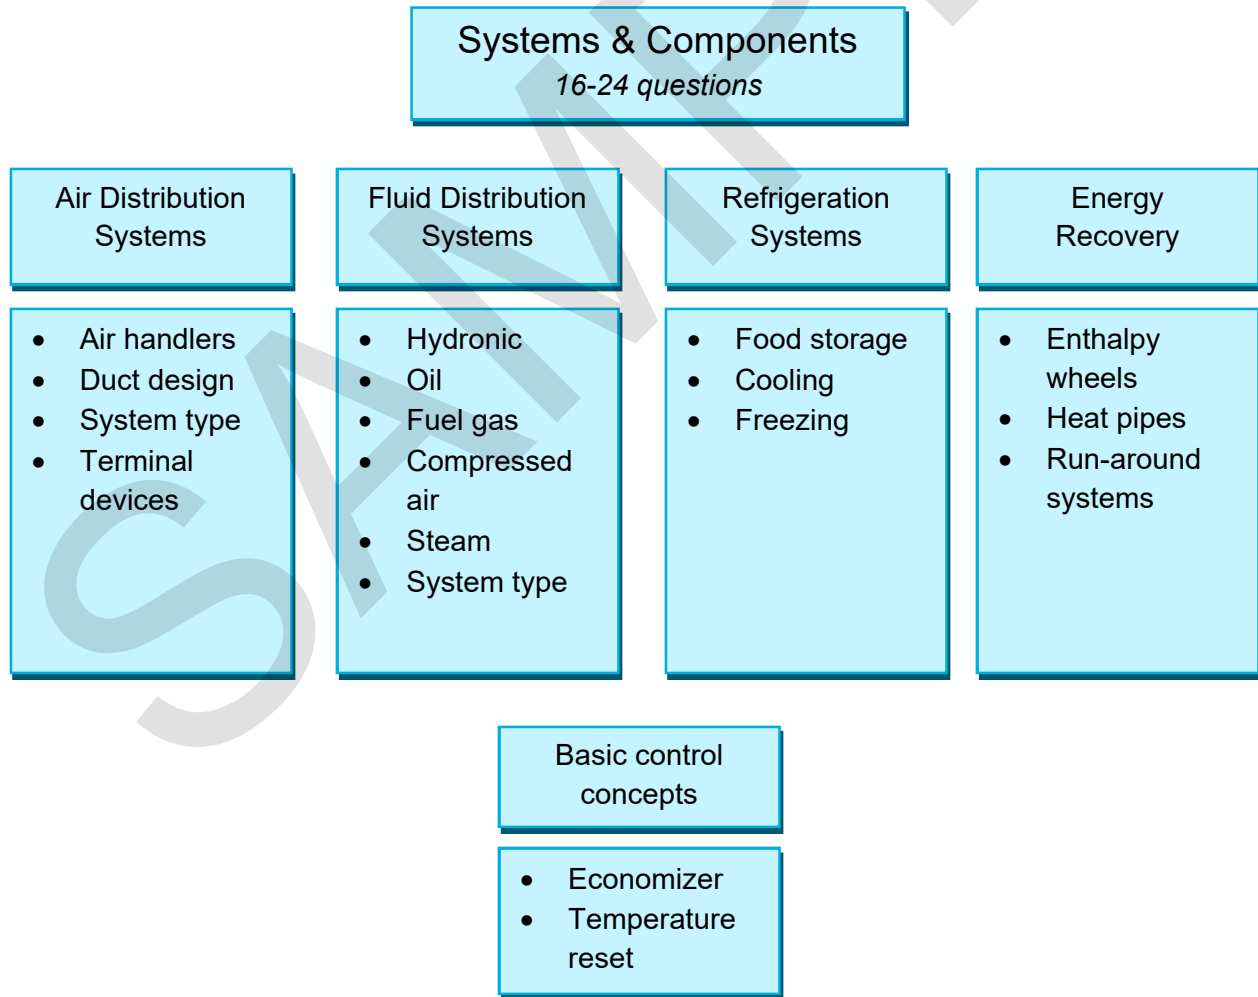 Systems & Components
16-24 questions
Air Distribution
Systems
• Air handlers
• Duct design
• System type
• Terminal
devices
Fluid Distribution
Systems
• Hydronic
• Oil
• Fuel gas
• Compressed
air
• Steam
• System type
Refrigeration
Systems
• Food storage
• Cooling
• Freezing
Energy
Recovery
• Enthalpy
wheels
• Heat pipes
• Run-around
systems
Basic control
concepts
• Economizer
• Temperature
reset